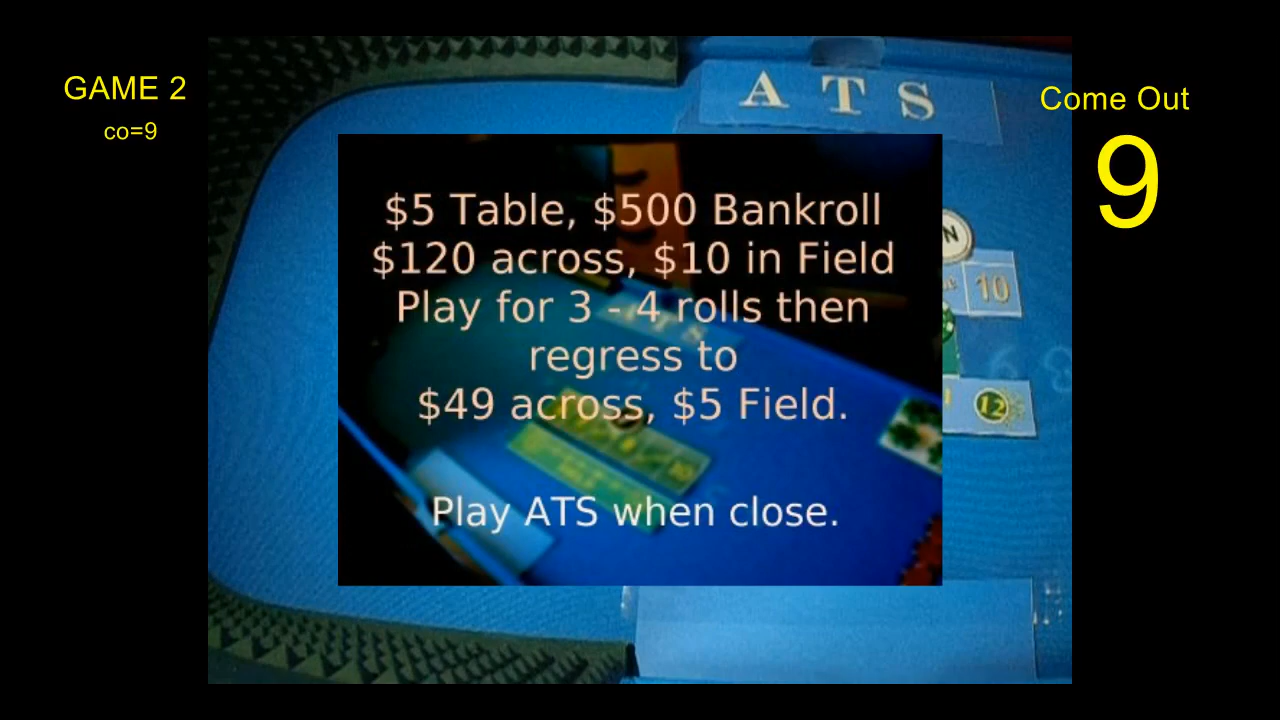 GAME 2
co=9
Come Out
9
A T S
$5 Table, $500 Bankroll
$120 across, $10 in Field
Play for 3 - 4 rolls then
regress to
$49 across, $5 Field.
Play ATS when close.
10
12